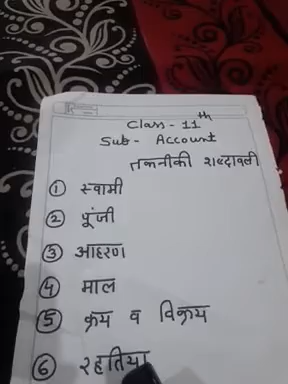 Class - 11th
Sub - Account
तकनीकी शब्दावली
① स्वामी
② पूंजी
③ आहरण
④ माल
⑤ क्रय व विक्रय
⑥ रहतिया